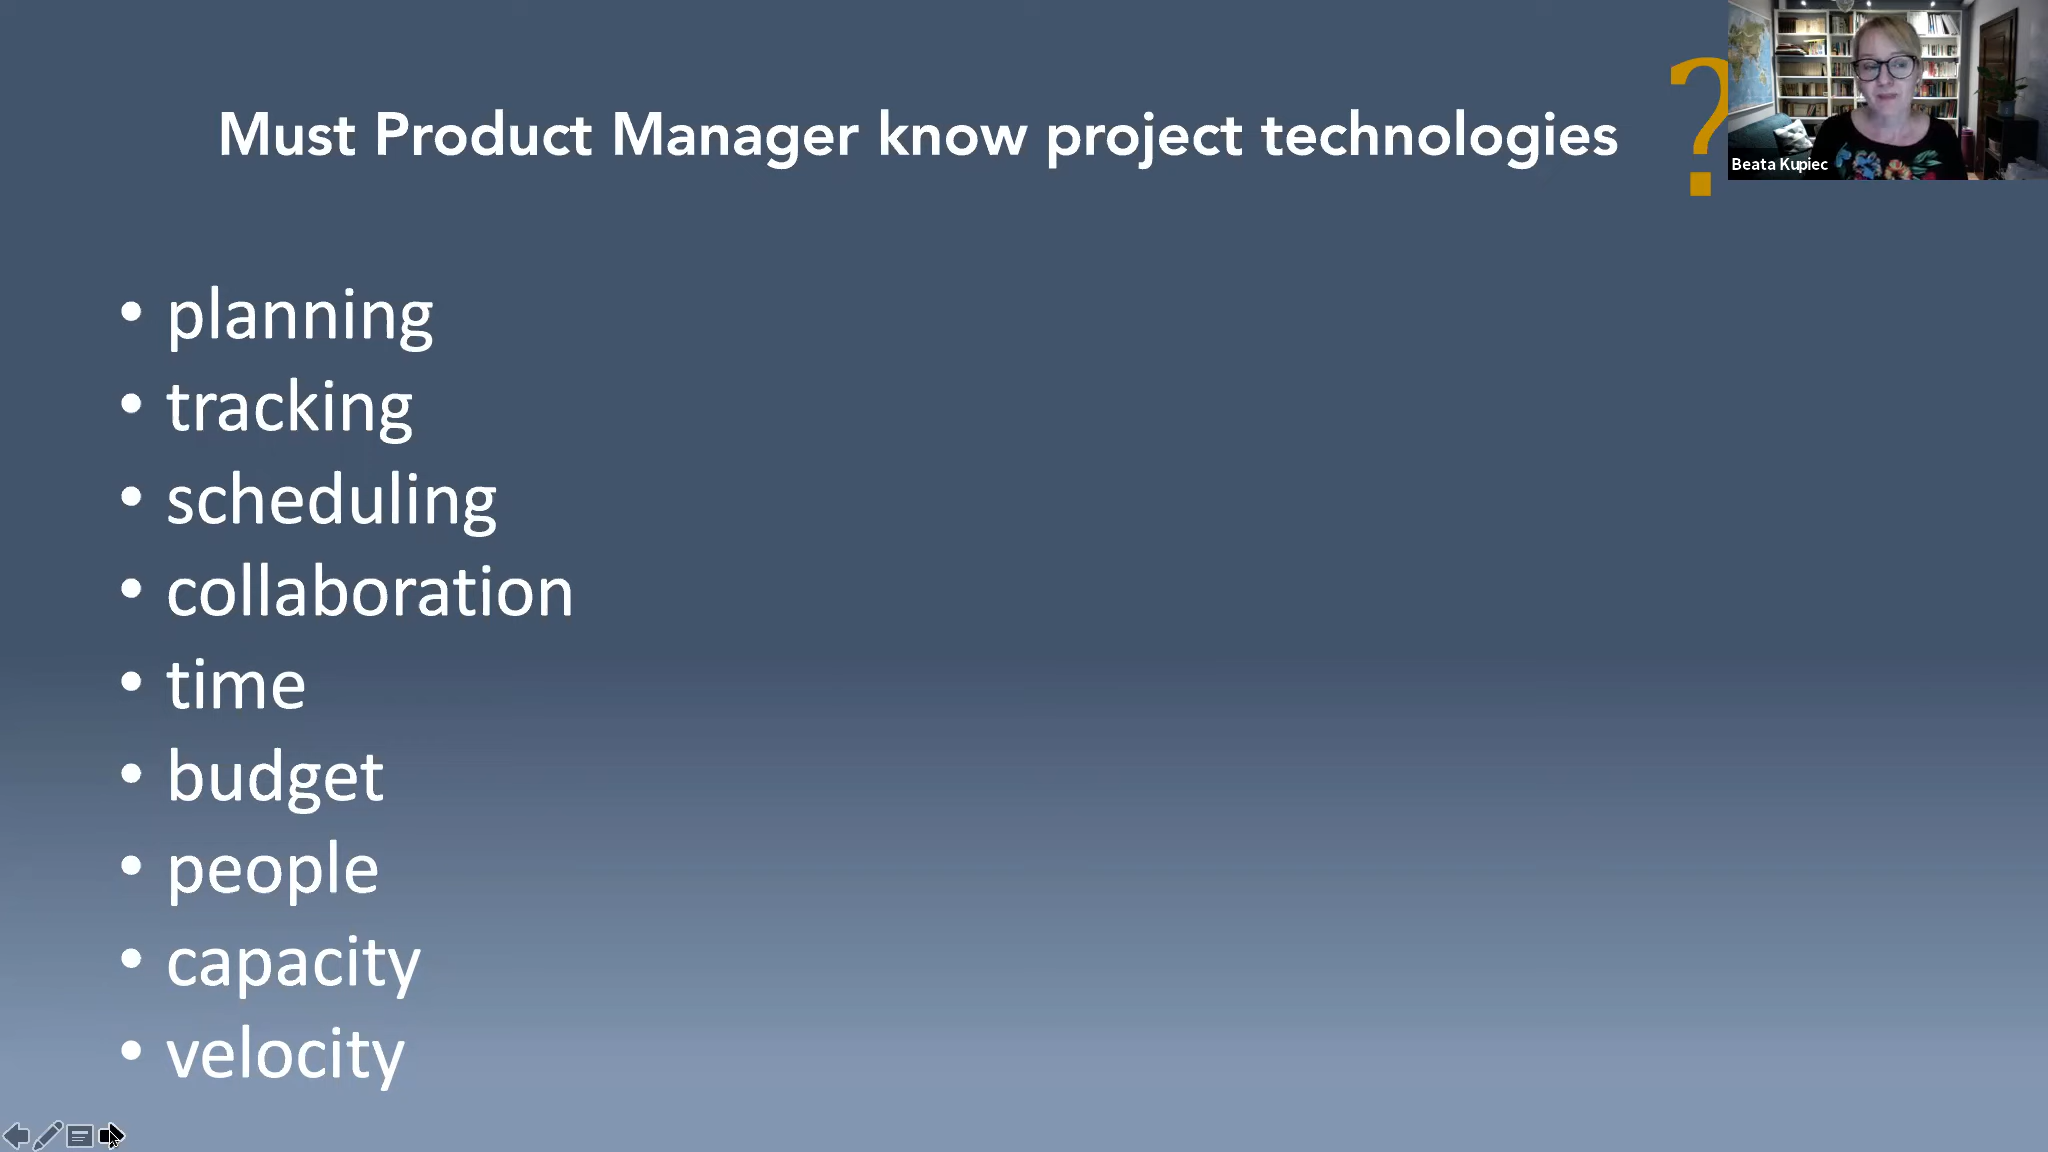 Must Product Manager know project technologies ?
Beata Kupiec
• planning
• tracking
• scheduling
• collaboration
• time
• budget
• people
• capacity
• velocity